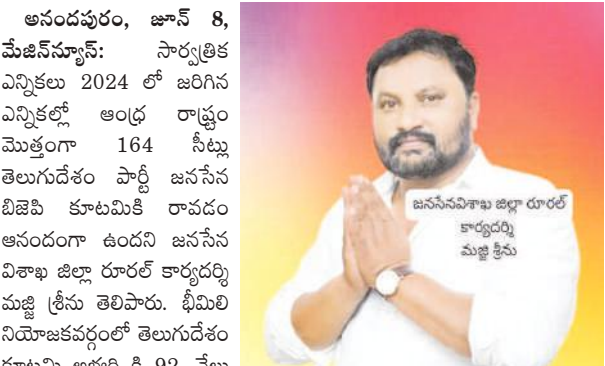 అనందపురం, జూన్ 8,
మేజిన్‌న్యూస్: సార్వత్రిక
ఎన్నికలు 2024 లో జరిగిన
ఎన్నికల్లో ఆంధ్ర రాష్ట్రం
మొత్తంగా 164 సీట్లు
తెలుగుదేశం పార్టీ జనసేన
బిజెపి కూటమికి రావడం
ఆనందంగా ఉందని జనసేన
విశాఖ జిల్లా రూరల్ కార్యదర్శి
మజ్జి శ్రీను తెలిపారు. భీమిలి
నియోజకవర్గంలో తెలుగుదేశం
92
జనసేనవిశాఖ జిల్లా రూరల్
కార్యదర్శి
మజ్జి శ్రీను